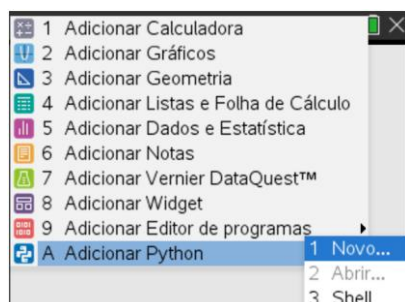 1 Adicionar Calculadora
2 Adicionar Gráficos
3 Adicionar Geometria
4 Adicionar Listas e Folha de Cálculo
5 Adicionar Dados e Estatística
6 Adicionar Notas
7 Adicionar Vernier DataQuest™
8 Adicionar Widget
9 Adicionar Editor de programas
A Adicionar Python
1 Novo...
2 Abrir...
3 Shell